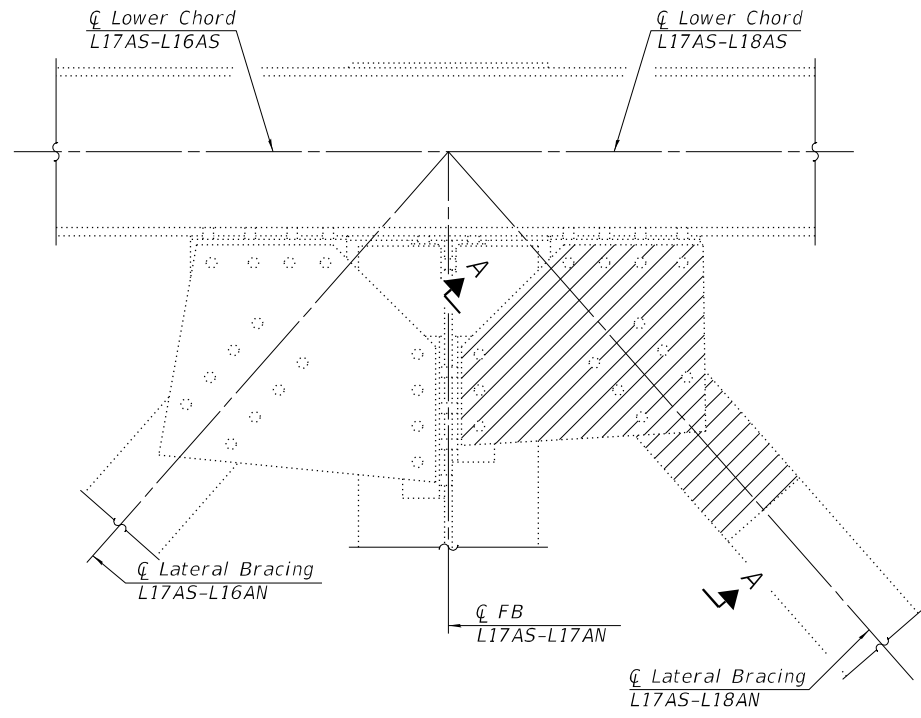 ℄ Lower Chord
L17AS-L16AS
℄ Lower Chord
L17AS-L18AS
A
A
℄ Lateral Bracing
L17AS-L16AN
℄ FB
L17AS-L17AN
℄ Lateral Bracing
L17AS-L18AN